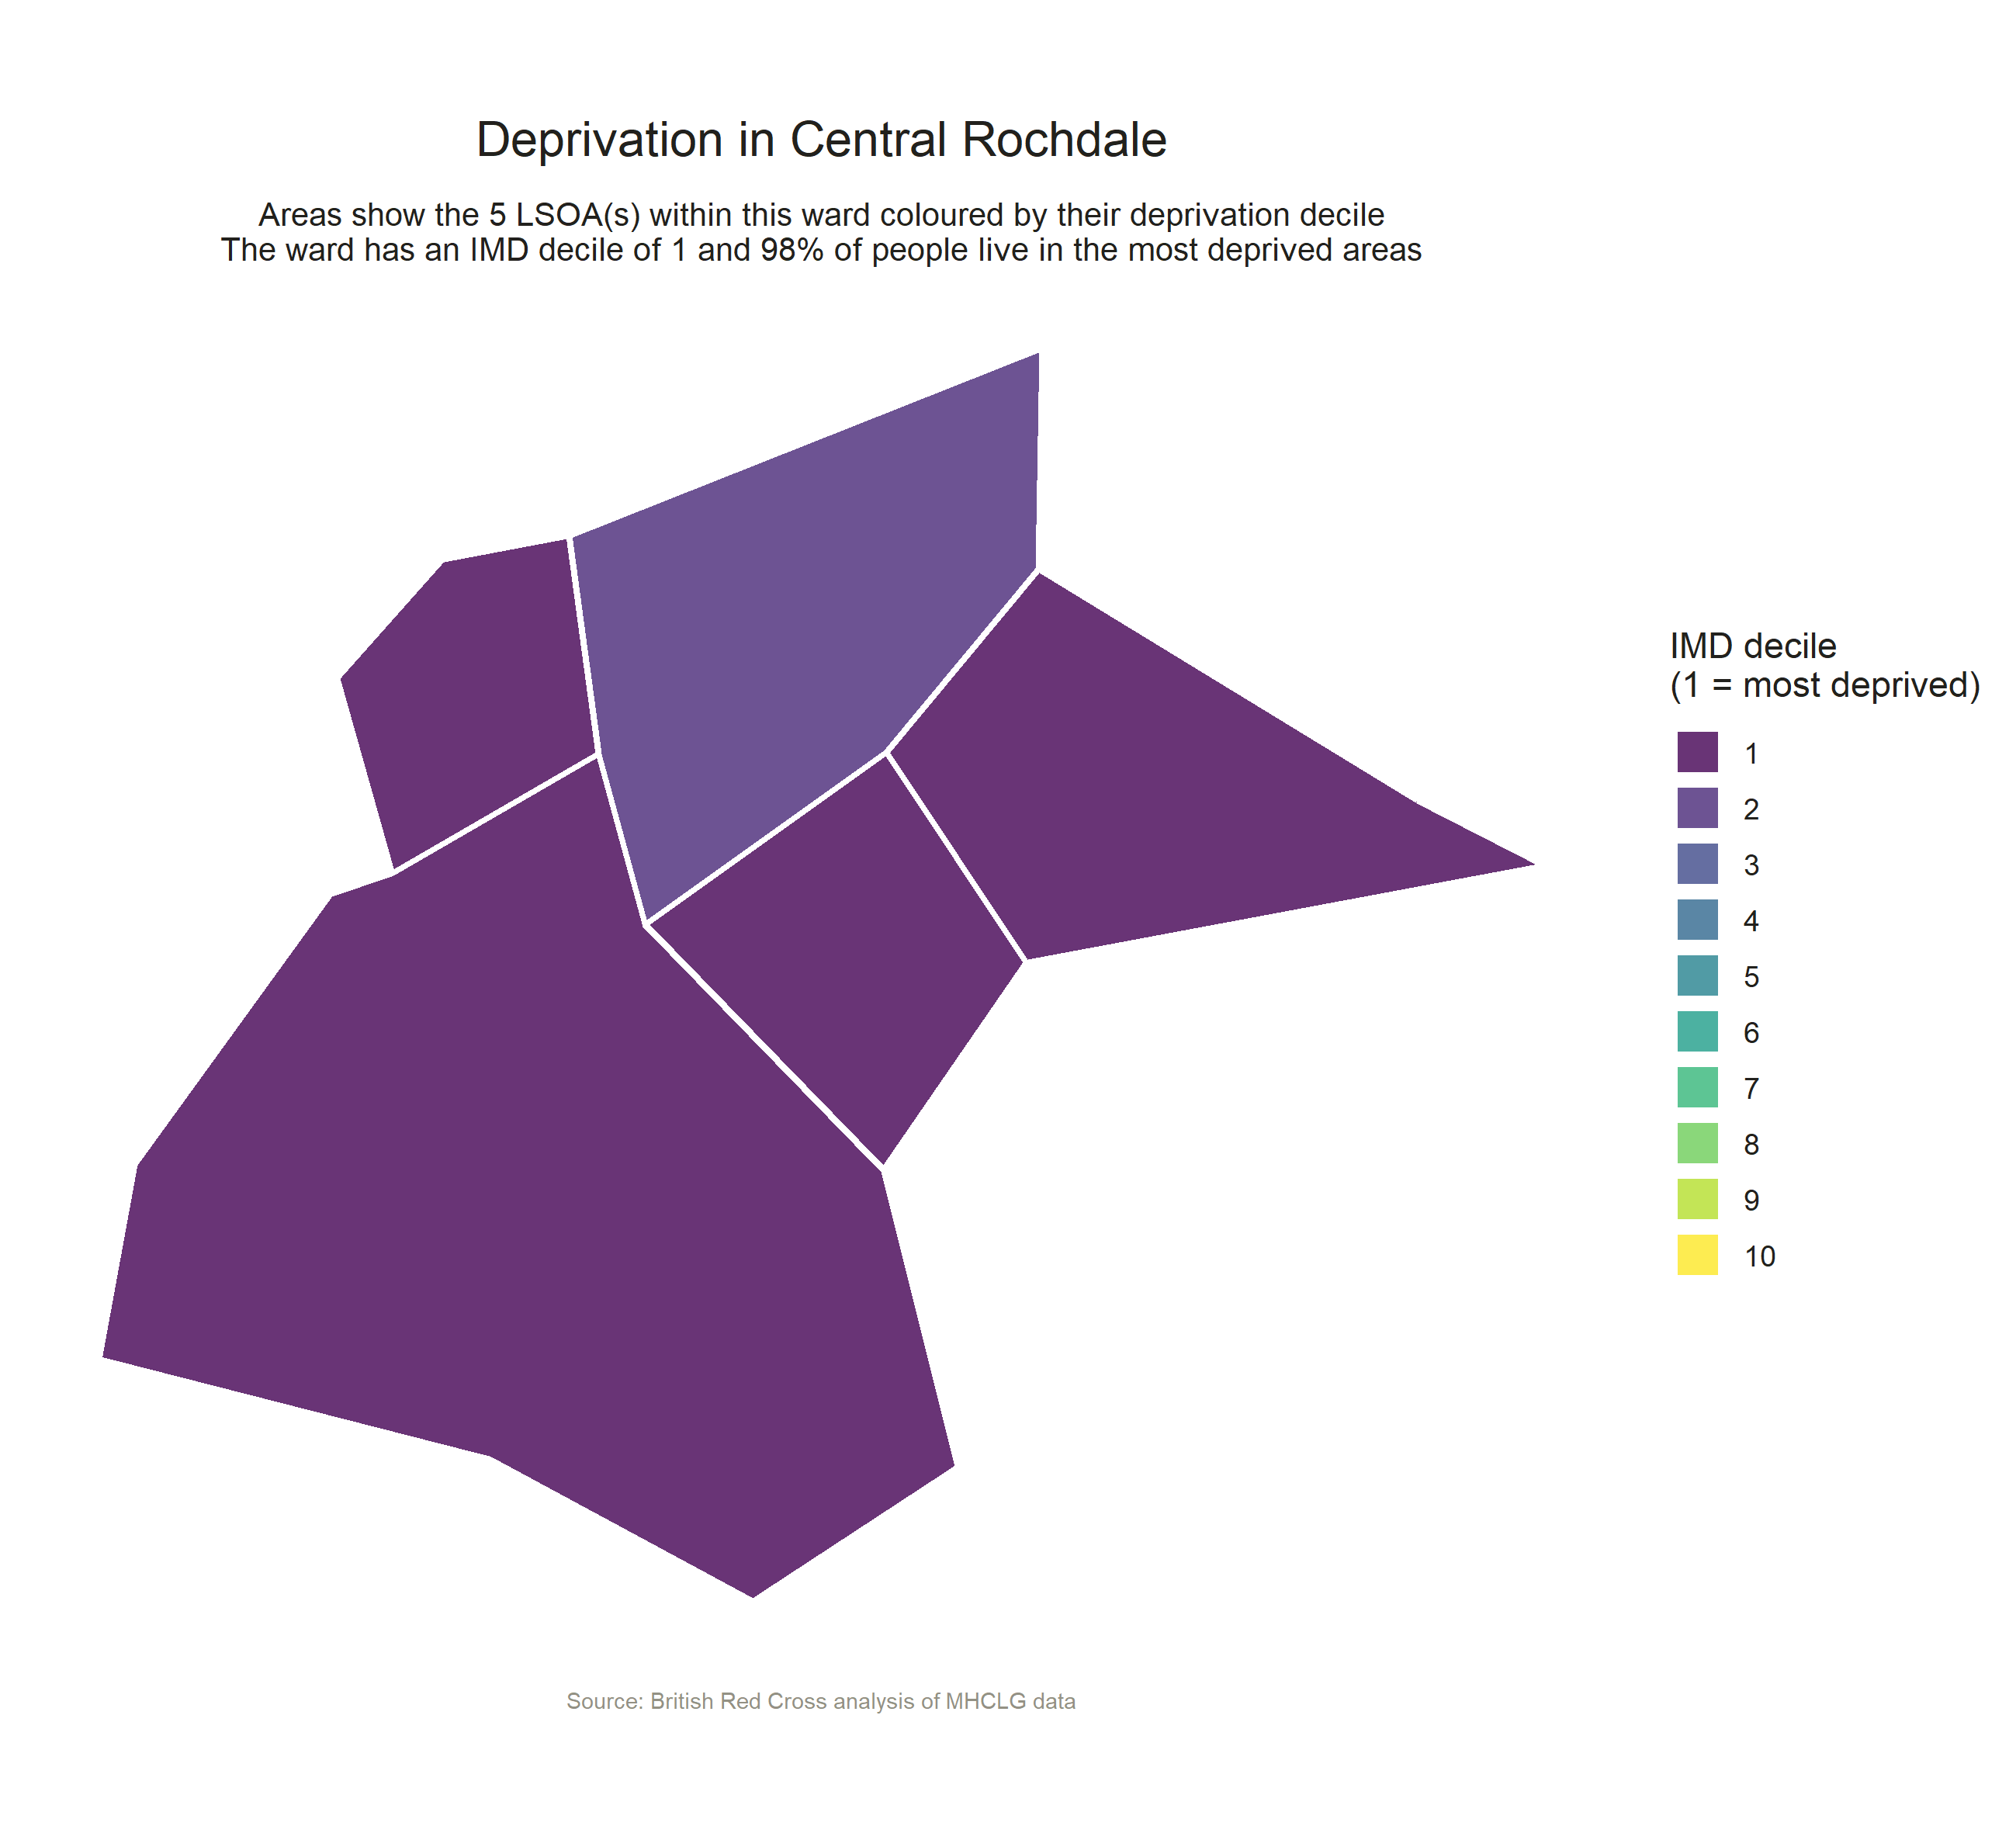 Deprivation in Central Rochdale
Areas show the 5 LSOA(s) within this ward coloured by their deprivation decile
The ward has an IMD decile of 1 and 98% of people live in the most deprived areas
IMD decile
(1 = most deprived)
1
2
3
4
5
6
7
8
9
10
Source: British Red Cross analysis of MHCLG data